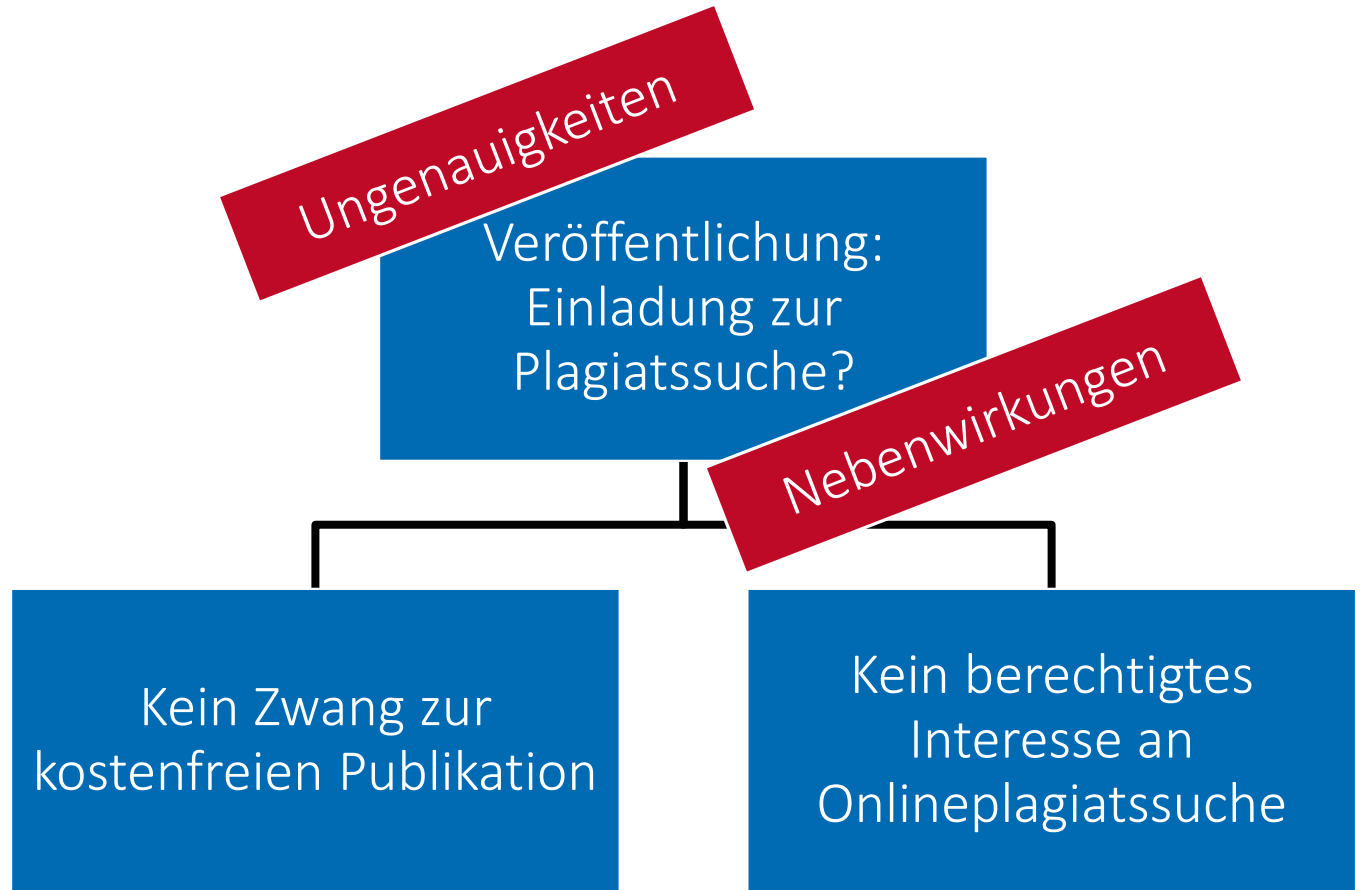 Ungenauigkeiten
Veröffentlichung:
Einladung zur
Plagiatssuche?
Nebenwirkungen
Kein Zwang zur
kostenfreien Publikation
Kein berechtigtes
Interesse an
Onlineplagiatssuche